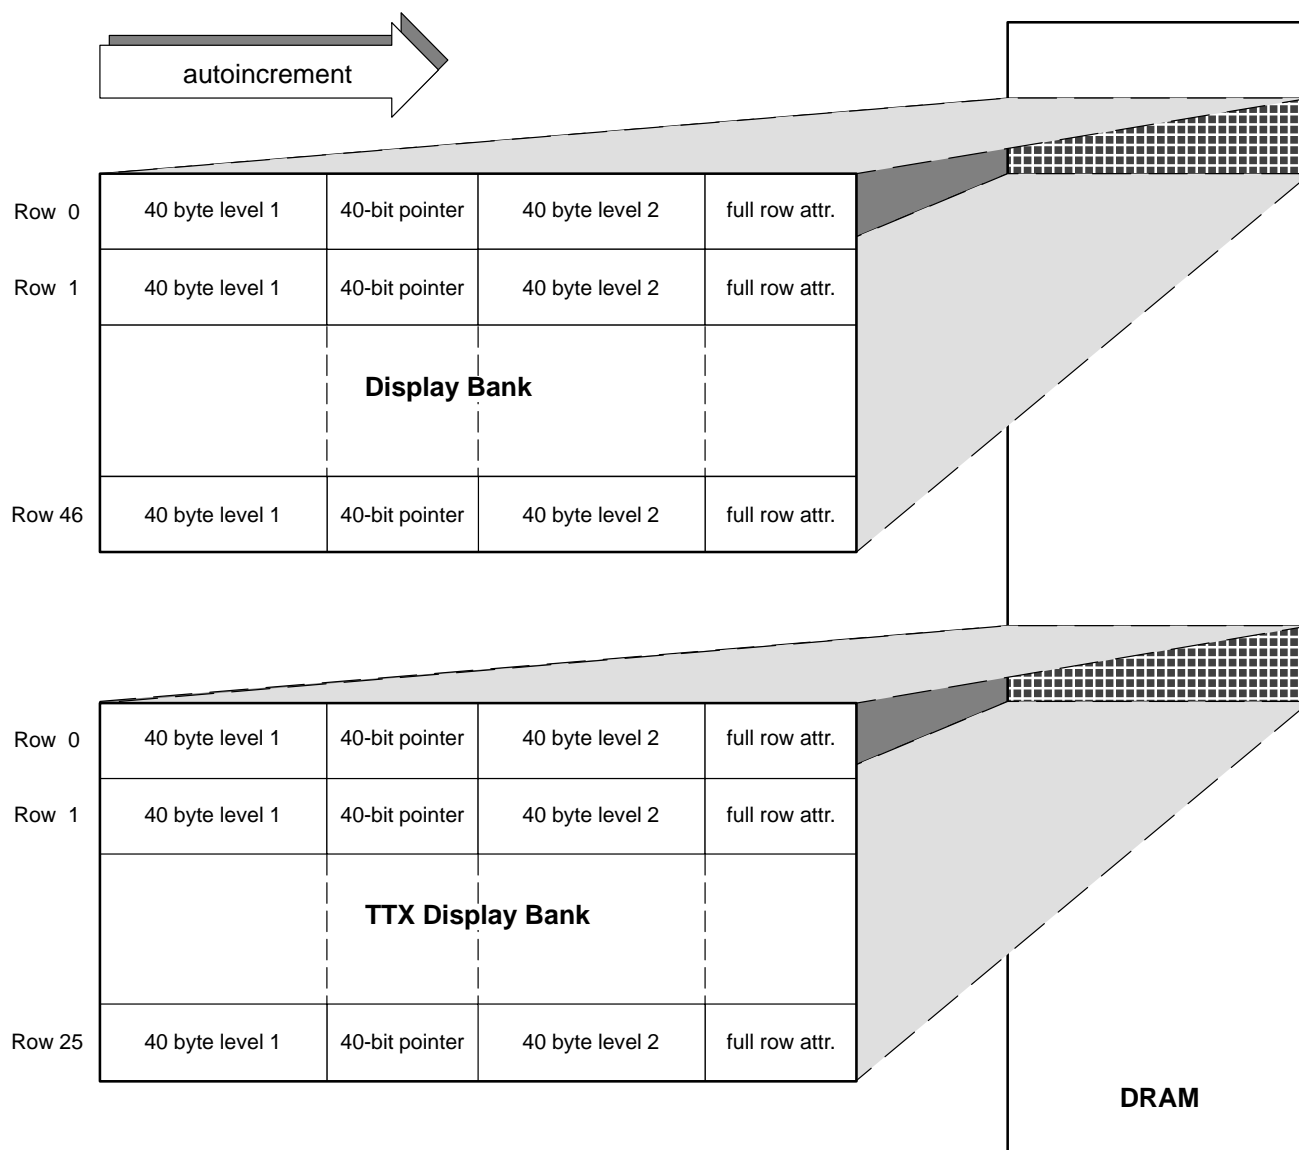 autoincrement
Row 0 40 byte level 1 40-bit pointer 40 byte level 2 full row attr.
Row 1 40 byte level 1 40-bit pointer 40 byte level 2 full row attr.
Display Bank
Row 46 40 byte level 1 40-bit pointer 40 byte level 2 full row attr.
Row 0 40 byte level 1 40-bit pointer 40 byte level 2 full row attr.
Row 1 40 byte level 1 40-bit pointer 40 byte level 2 full row attr.
TTX Display Bank
Row 25 40 byte level 1 40-bit pointer 40 byte level 2 full row attr.
DRAM